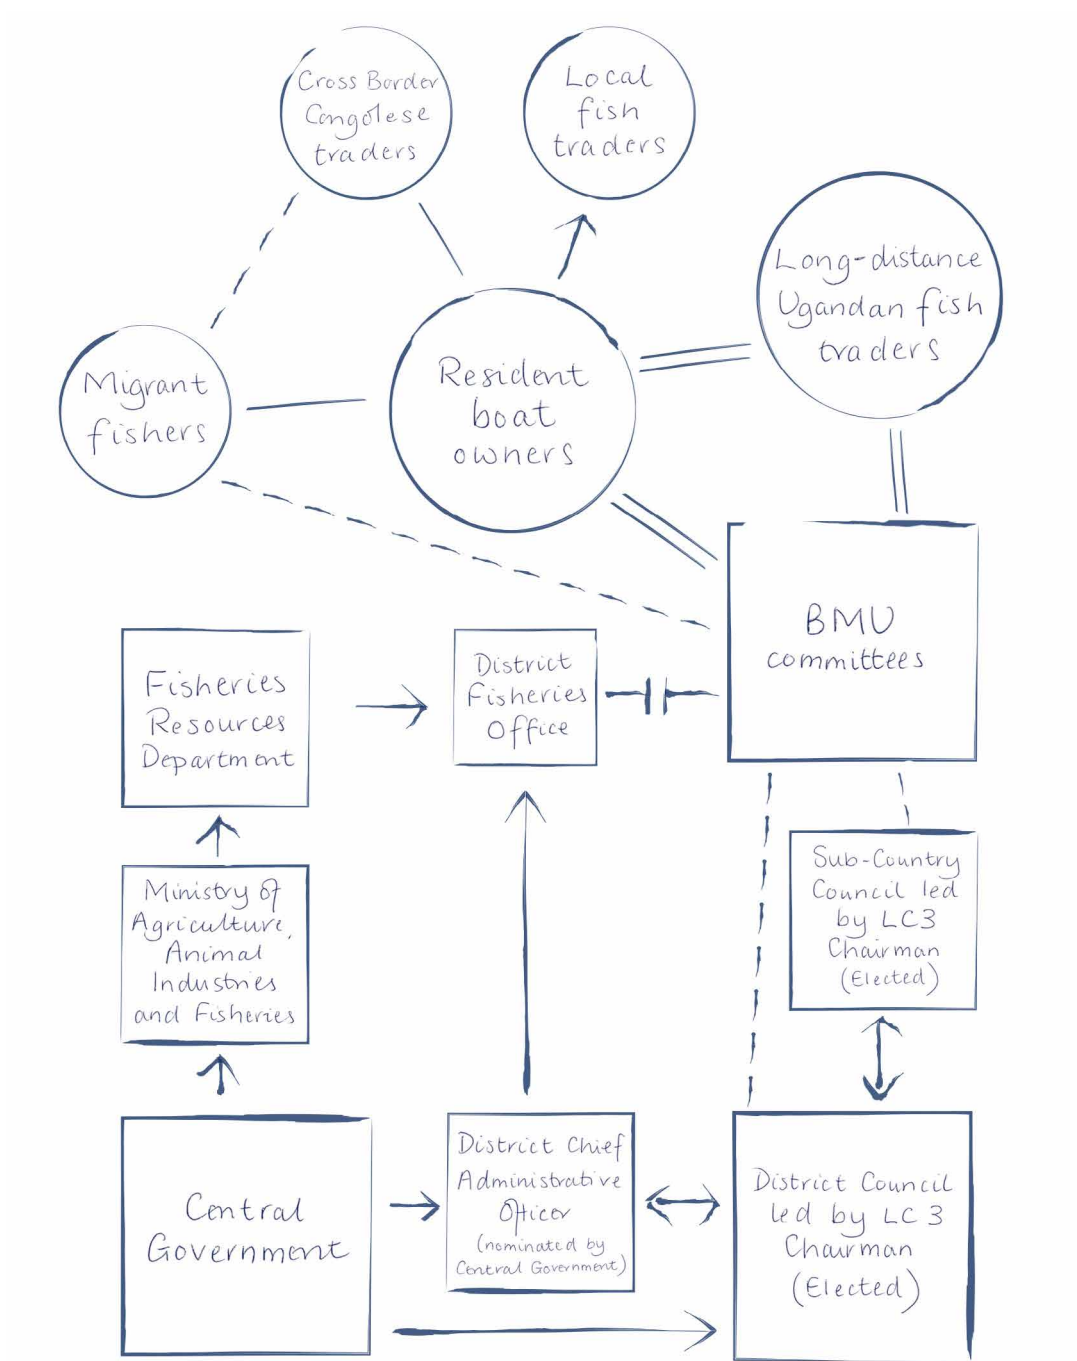 Cross Border
Congolese
traders
Local
fish
traders
Long-distance
Ugandan fish
traders
Migrant
fishers
Resident
boat
owners
BMU
committees
Fisheries
Resources
Department
District
Fisheries
Office
Ministry of
Agriculture,
Animal
Industries
and Fisheries
Sub-Country
Council led
by LC3
Chairman
(Elected)
Central
Government
District Chief
Administrative
Officer
(nominated by
Central Government)
District Council
led by LC 3
Chairman
(Elected)